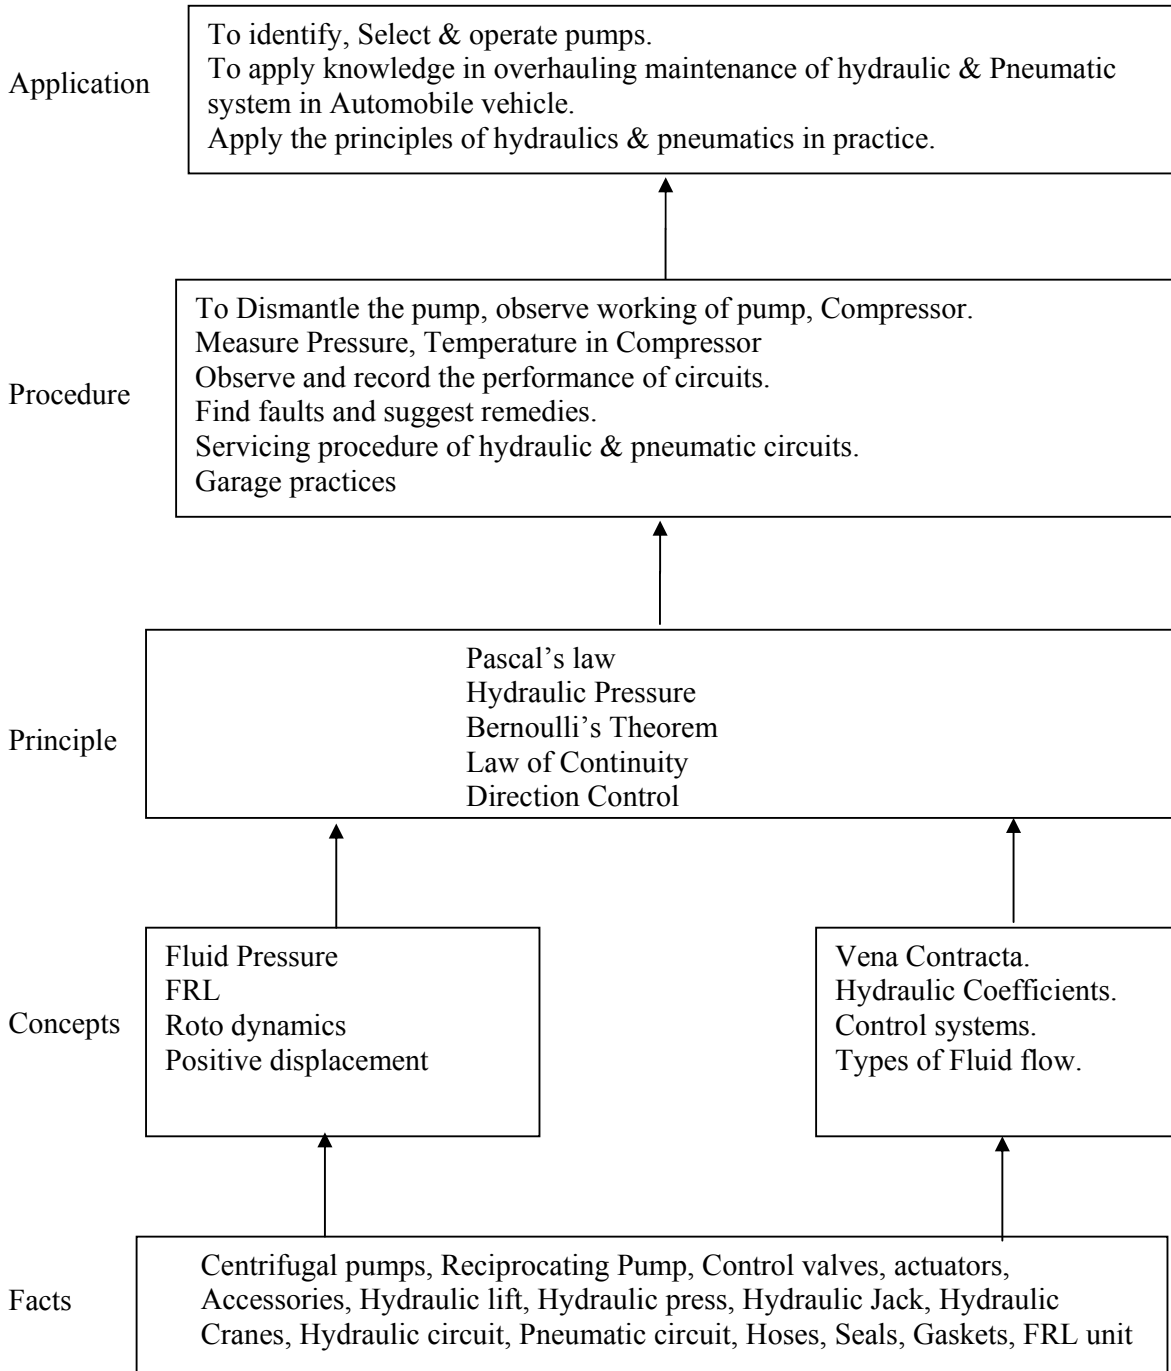 Application
To identify, Select & operate pumps.
To apply knowledge in overhauling maintenance of hydraulic & Pneumatic
system in Automobile vehicle.
Apply the principles of hydraulics & pneumatics in practice.
Procedure
To Dismantle the pump, observe working of pump, Compressor.
Measure Pressure, Temperature in Compressor
Observe and record the performance of circuits.
Find faults and suggest remedies.
Servicing procedure of hydraulic & pneumatic circuits.
Garage practices
Principle
Pascal’s law
Hydraulic Pressure
Bernoulli’s Theorem
Law of Continuity
Direction Control
Concepts
Fluid Pressure
FRL
Roto dynamics
Positive displacement
Vena Contracta.
Hydraulic Coefficients.
Control systems.
Types of Fluid flow.
Facts
Centrifugal pumps, Reciprocating Pump, Control valves, actuators,
Accessories, Hydraulic lift, Hydraulic press, Hydraulic Jack, Hydraulic
Cranes, Hydraulic circuit, Pneumatic circuit, Hoses, Seals, Gaskets, FRL unit